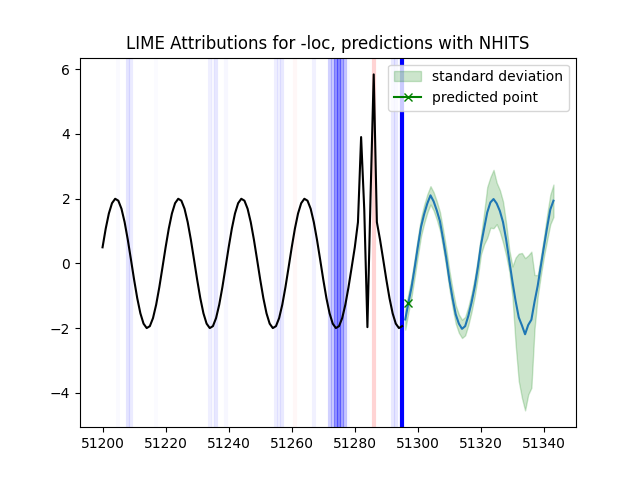 LIME Attributions for -loc, predictions with NHITS
standard deviation
predicted point
6
4
2
0
−2
−4
51200 51220 51240 51260 51280 51300 51320 51340